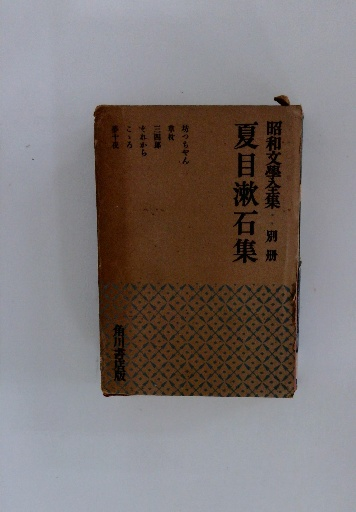 昭和文學全集 別冊
夏目漱石集
坊っちやん
草枕
三四郎
それから
こゝろ
夢十夜
角川書店版